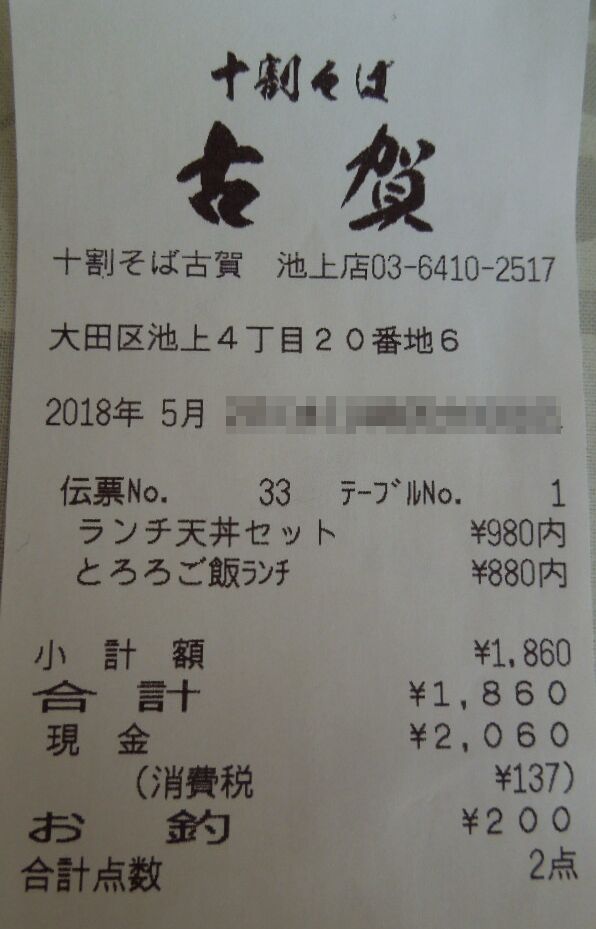 十割そば
古賀
十割そば古賀　池上店03-6410-2517
大田区池上４丁目２０番地６
2018年 5月
伝票No. 33 ﾃｰﾌﾞﾙNo. 1
ランチ天丼セット ¥980内
とろろご飯ﾗﾝﾁ ¥880内
小計額 ¥1,860
合計 ¥１,８６０
現金 ¥２,０６０
(消費税 ¥137)
お釣 ¥２００
合計点数 2点